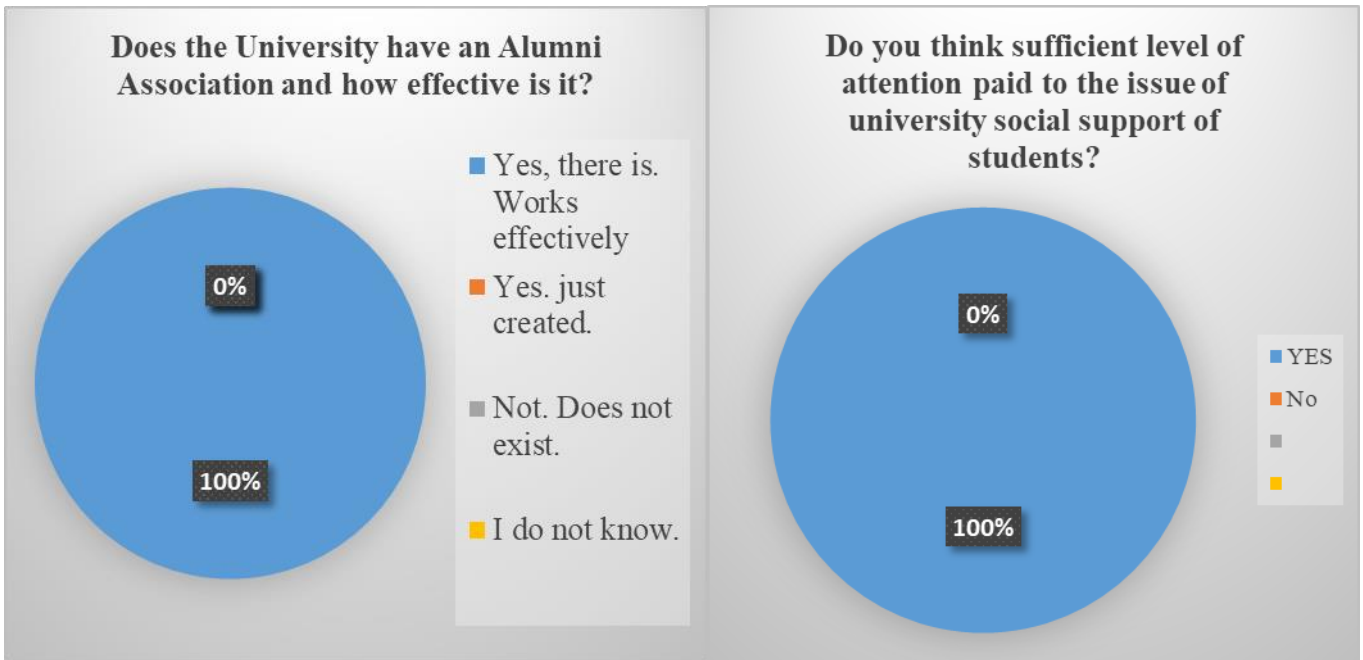 Does the University have an Alumni
Association and how effective is it?
0%
100%
Yes, there is.
Works
effectively
Yes. just
created.
Not. Does not
exist.
I do not know.
Do you think sufficient level of
attention paid to the issue of
university social support of
students?
0%
100%
YES
No